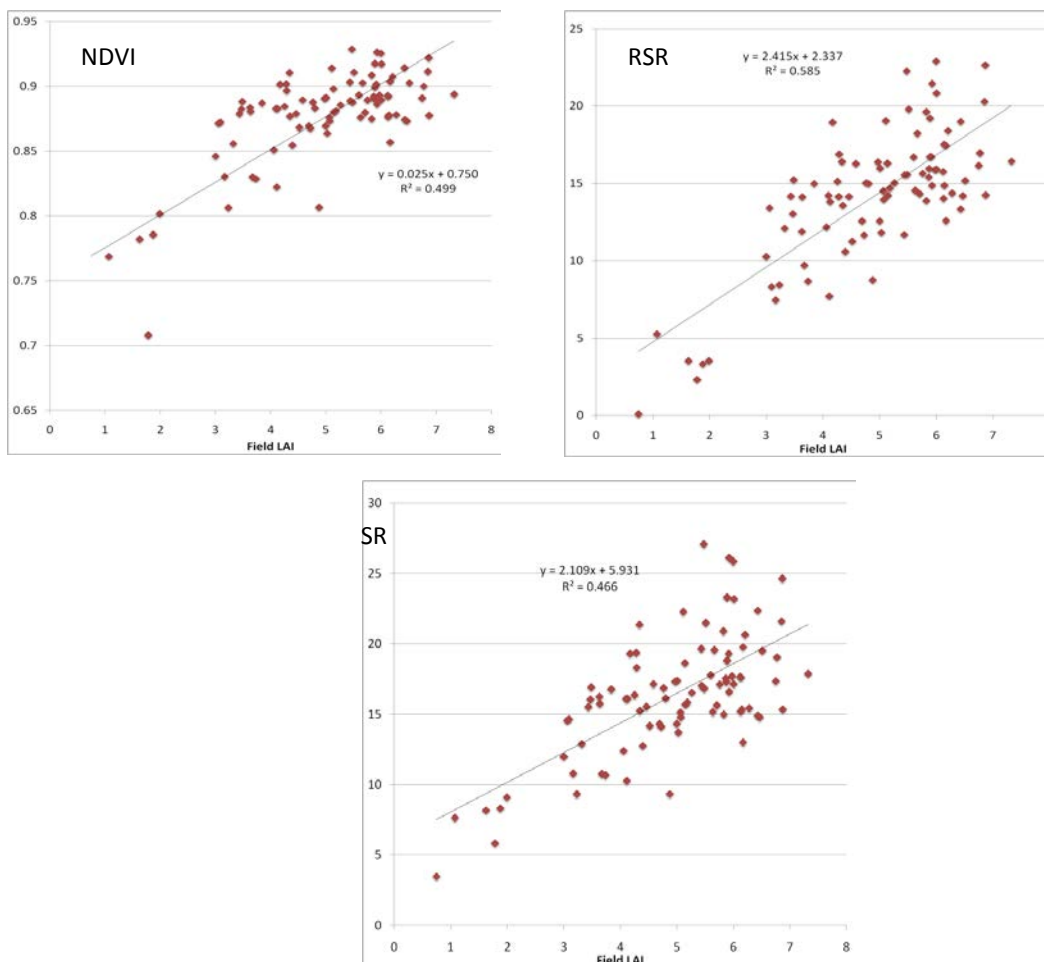 NDVI
0.95
0.9
0.85
0.8
0.75
0.7
0.65
y = 0.025x + 0.750
R² = 0.499
0 1 2 3 4 5 6 7 8
Field LAI
RSR
25
20
15
10
5
0
y = 2.415x + 2.337
R² = 0.585
0 1 2 3 4 5 6 7
Field LAI
SR
30
25
20
15
10
5
0
y = 2.109x + 5.931
R² = 0.466
0 1 2 3 4 5 6 7 8
Field LAI